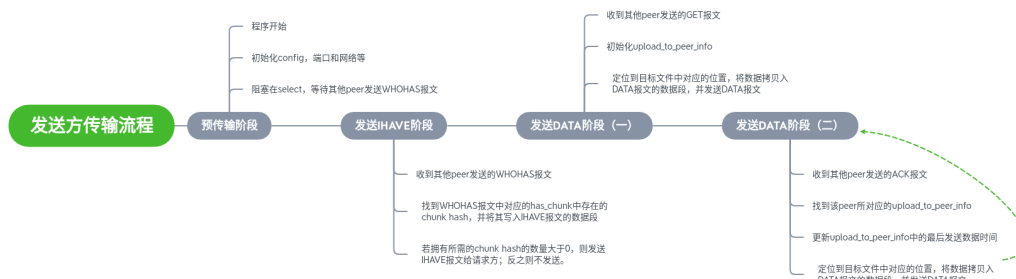 发送方传输流程
预传输阶段
程序开始
初始化config，端口和网络等
阻塞在select，等待其他peer发送WHOHAS报文
发送IHAVE阶段
收到其他peer发送的WHOHAS报文
找到WHOHAS报文中对应的has_chunk中存在的
chunk hash，并将其写入IHAVE报文的数据段
若拥有所需的chunk hash的数量大于0，则发送
IHAVE报文给请求方；反之则不发送。
发送DATA阶段（一）
收到其他peer发送的GET报文
初始化upload_to_peer_info
定位到目标文件中对应的位置，将数据拷贝入
DATA报文的数据段，并发送DATA报文
发送DATA阶段（二）
收到其他peer发送的ACK报文
找到该peer所对应的upload_to_peer_info
更新upload_to_peer_info中的最后发送数据时间
定位到目标文件中对应的位置，将数据拷贝入
DATA报文的数据段，并发送DATA报文